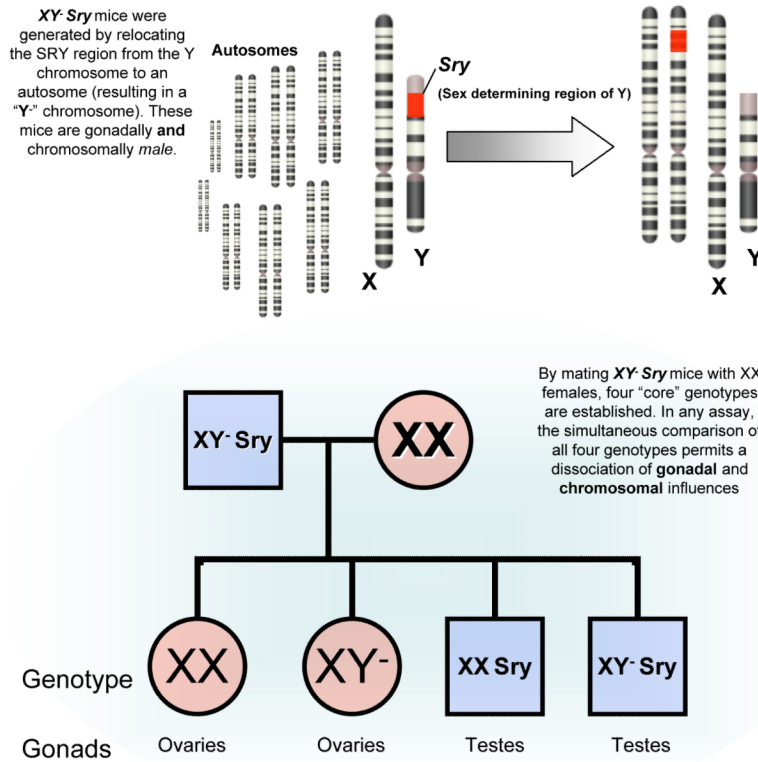 XY-Sry mice were
generated by relocating
the SRY region from the Y
chromosome to an
autosome (resulting in a
“Y-” chromosome). These
mice are gonadally and
chromosomally male.
Autosomes
Sry
(Sex determining region of Y)
X
Y
X
Y
By mating XY- Sry mice with XX
females, four “core” genotypes
are established. In any assay,
the simultaneous comparison of
all four genotypes permits a
dissociation of gonadal and
chromosomal influences
XY- Sry
XX
Genotype
XX
XY-
XX Sry
XY- Sry
Gonads
Ovaries
Ovaries
Testes
Testes